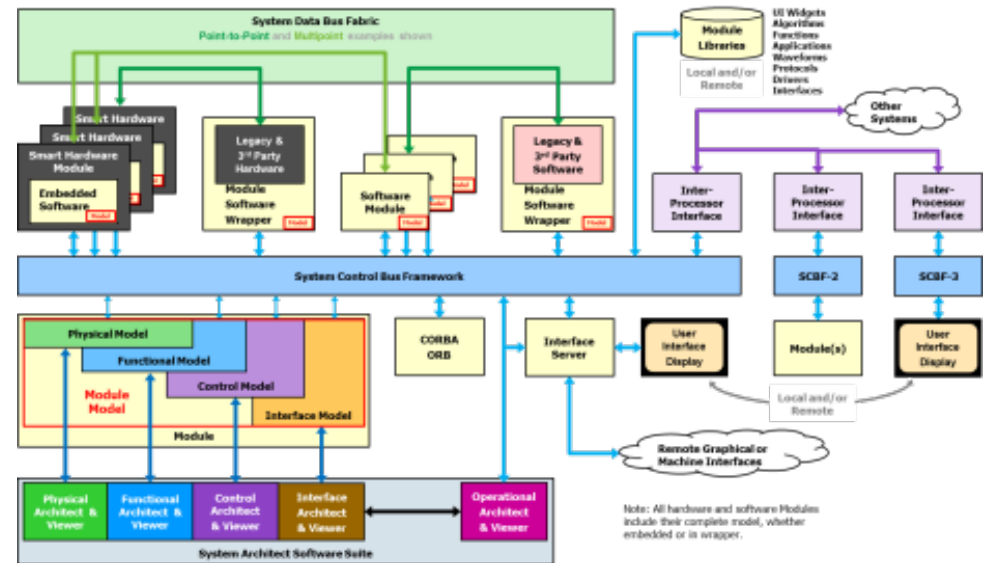 System Data Bus Fabric
Point-to-Point and Multipoint examples shown
Module
Libraries
Local and/or
Remote
UI Widgets
Algorithms
Functions
Applications
Waveforms
Protocols
Drivers
Interfaces
Other
Systems
Smart Hardware
Smart Hardware
Smart Hardware
Module
Embedded
Software
Model
Legacy &
3rd Party
Hardware
Module
Software
Wrapper
Model
Software
Module
Model
Legacy &
3rd Party
Software
Module
Software
Wrapper
Model
Inter-
Processor
Interface
Inter-
Processor
Interface
Inter-
Processor
Interface
System Control Bus Framework
SCBF-2
SCBF-3
Physical Model
Functional Model
Control Model
Interface Model
Module
Model
Module
CORBA
ORB
Interface
Server
User
Interface
Display
Module(s)
User
Interface
Display
Local and/or
Remote
Remote Graphical or
Machine Interfaces
Physical
Architect
& Viewer
Functional
Architect &
Viewer
Control
Architect
& Viewer
Interface
Architect
& Viewer
Operational
Architect
& Viewer
System Architect Software Suite
Note: All hardware and software Modules
include their complete model, whether
embedded or in wrapper.